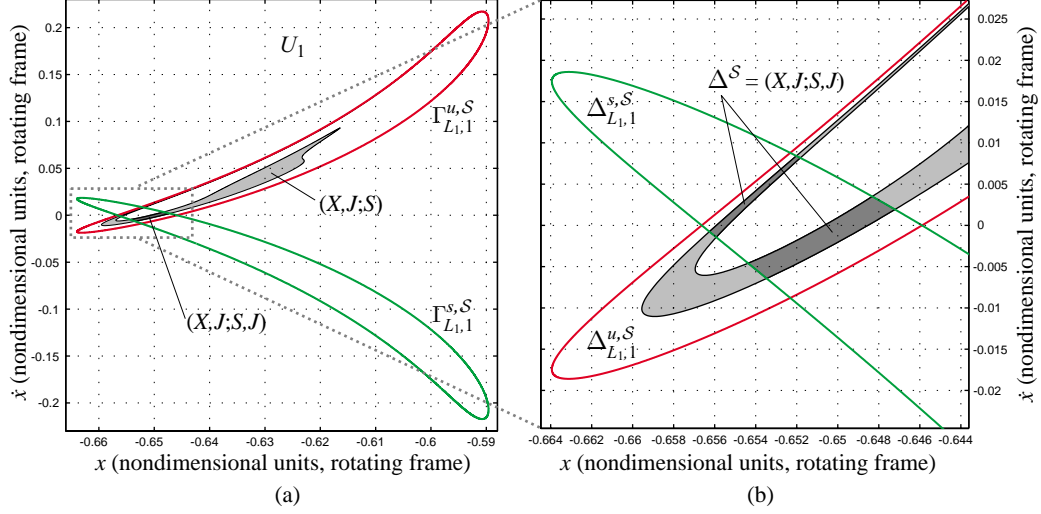 0.2
0.15
0.1
0.05
0
-0.05
-0.1
-0.15
-0.2
-0.66 -0.65 -0.64 -0.63 -0.62 -0.61 -0.6 -0.59
ẋ (nondimensional units, rotating frame)
x (nondimensional units, rotating frame)
U₁
Γ^{u,𝒮}_{L₁,1}
(X,J;S)
(X,J;S,J)
Γ^{s,𝒮}_{L₁,1}
(a)
Δ^𝒮 = (X,J;S,J)
Δ^{s,𝒮}_{L₁,1}
Δ^{u,𝒮}_{L₁,1}
0.025
0.02
0.015
0.01
0.005
0
-0.005
-0.01
-0.015
-0.02
-0.664 -0.662 -0.66 -0.658 -0.656 -0.654 -0.652 -0.650 -0.648 -0.646 -0.644
ẋ (nondimensional units, rotating frame)
x (nondimensional units, rotating frame)
(b)